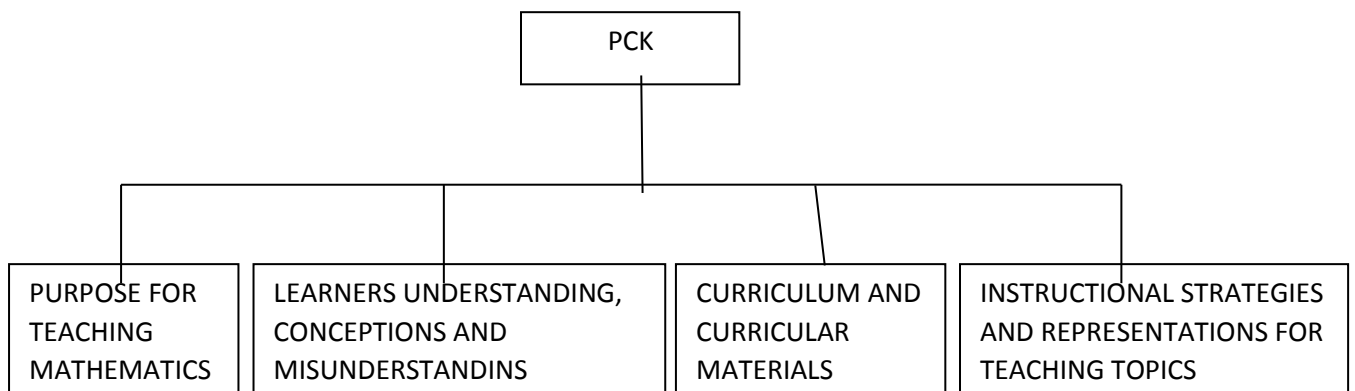 PCK
PURPOSE FOR
TEACHING
MATHEMATICS
LEARNERS UNDERSTANDING,
CONCEPTIONS AND
MISUNDERSTANDINS
CURRICULUM AND
CURRICULAR
MATERIALS
INSTRUCTIONAL STRATEGIES
AND REPRESENTATIONS FOR
TEACHING TOPICS